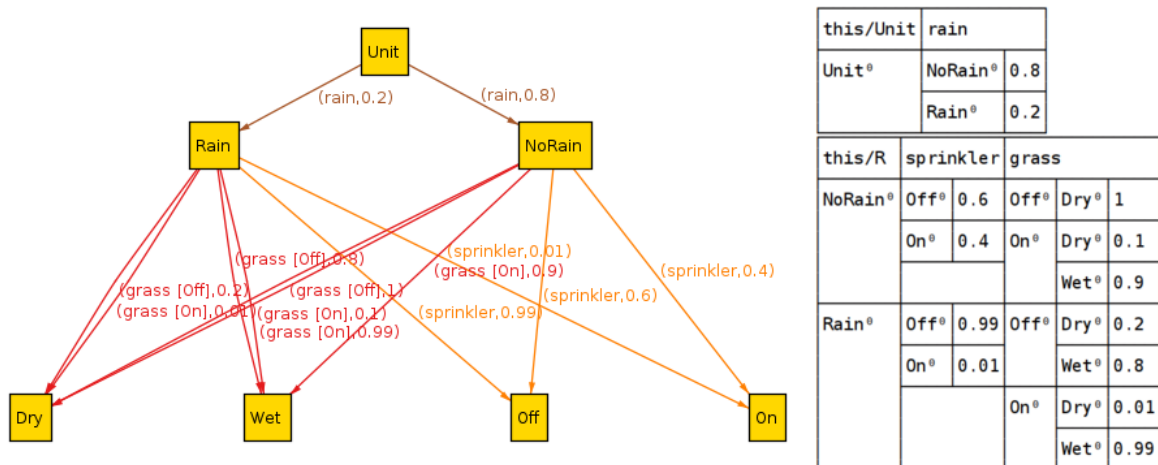 Unit
(rain,0.2)
(rain,0.8)
Rain
NoRain
(grass [Off],0.8)
(sprinkler,0.01)
(grass [On],0.9)
(sprinkler,0.4)
(grass [Off],0.2)
(grass [Off],1)
(sprinkler,0.6)
(grass [On],0.01)
(grass [On],0.1)
(sprinkler,0.99)
(grass [On],0.99)
Dry
Wet
Off
On
this/Unit rain
Unit⁰ NoRain⁰ 0.8
Rain⁰ 0.2
this/R sprinkler grass
NoRain⁰ Off⁰ 0.6 Off⁰ Dry⁰ 1
On⁰ 0.4 On⁰ Dry⁰ 0.1
Wet⁰ 0.9
Rain⁰ Off⁰ 0.99 Off⁰ Dry⁰ 0.2
On⁰ 0.01 Wet⁰ 0.8
On⁰ Dry⁰ 0.01
Wet⁰ 0.99